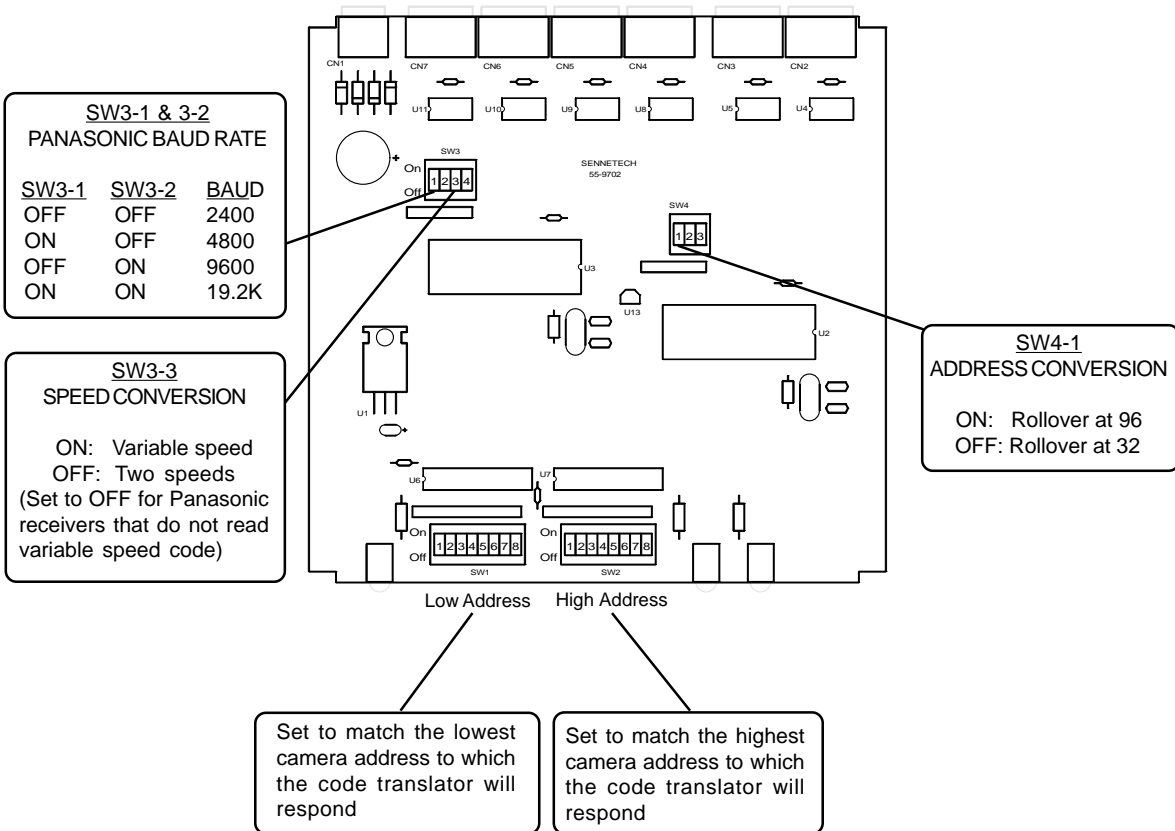 CN1
CN7
CN6
CN5
CN4
CN3
CN2
U11
U10
U9
U8
U5
U4
SW3-1 & 3-2
PANASONIC BAUD RATE
SW3-1 SW3-2 BAUD
OFF OFF 2400
ON OFF 4800
OFF ON 9600
ON ON 19.2K
SW3
On
Off
1 2 3 4
+
SENNETECH
55-9702
SW4
1 2 3
U3
U13
U2
SW3-3
SPEED CONVERSION
ON: Variable speed
OFF: Two speeds
(Set to OFF for Panasonic
receivers that do not read
variable speed code)
SW4-1
ADDRESS CONVERSION
ON: Rollover at 96
OFF: Rollover at 32
U1
+
U6
U7
On
Off
1 2 3 4 5 6 7 8
SW1
On
Off
1 2 3 4 5 6 7 8
SW2
Low Address
High Address
Set to match the lowest
camera address to which
the code translator will
respond
Set to match the highest
camera address to which
the code translator will
respond